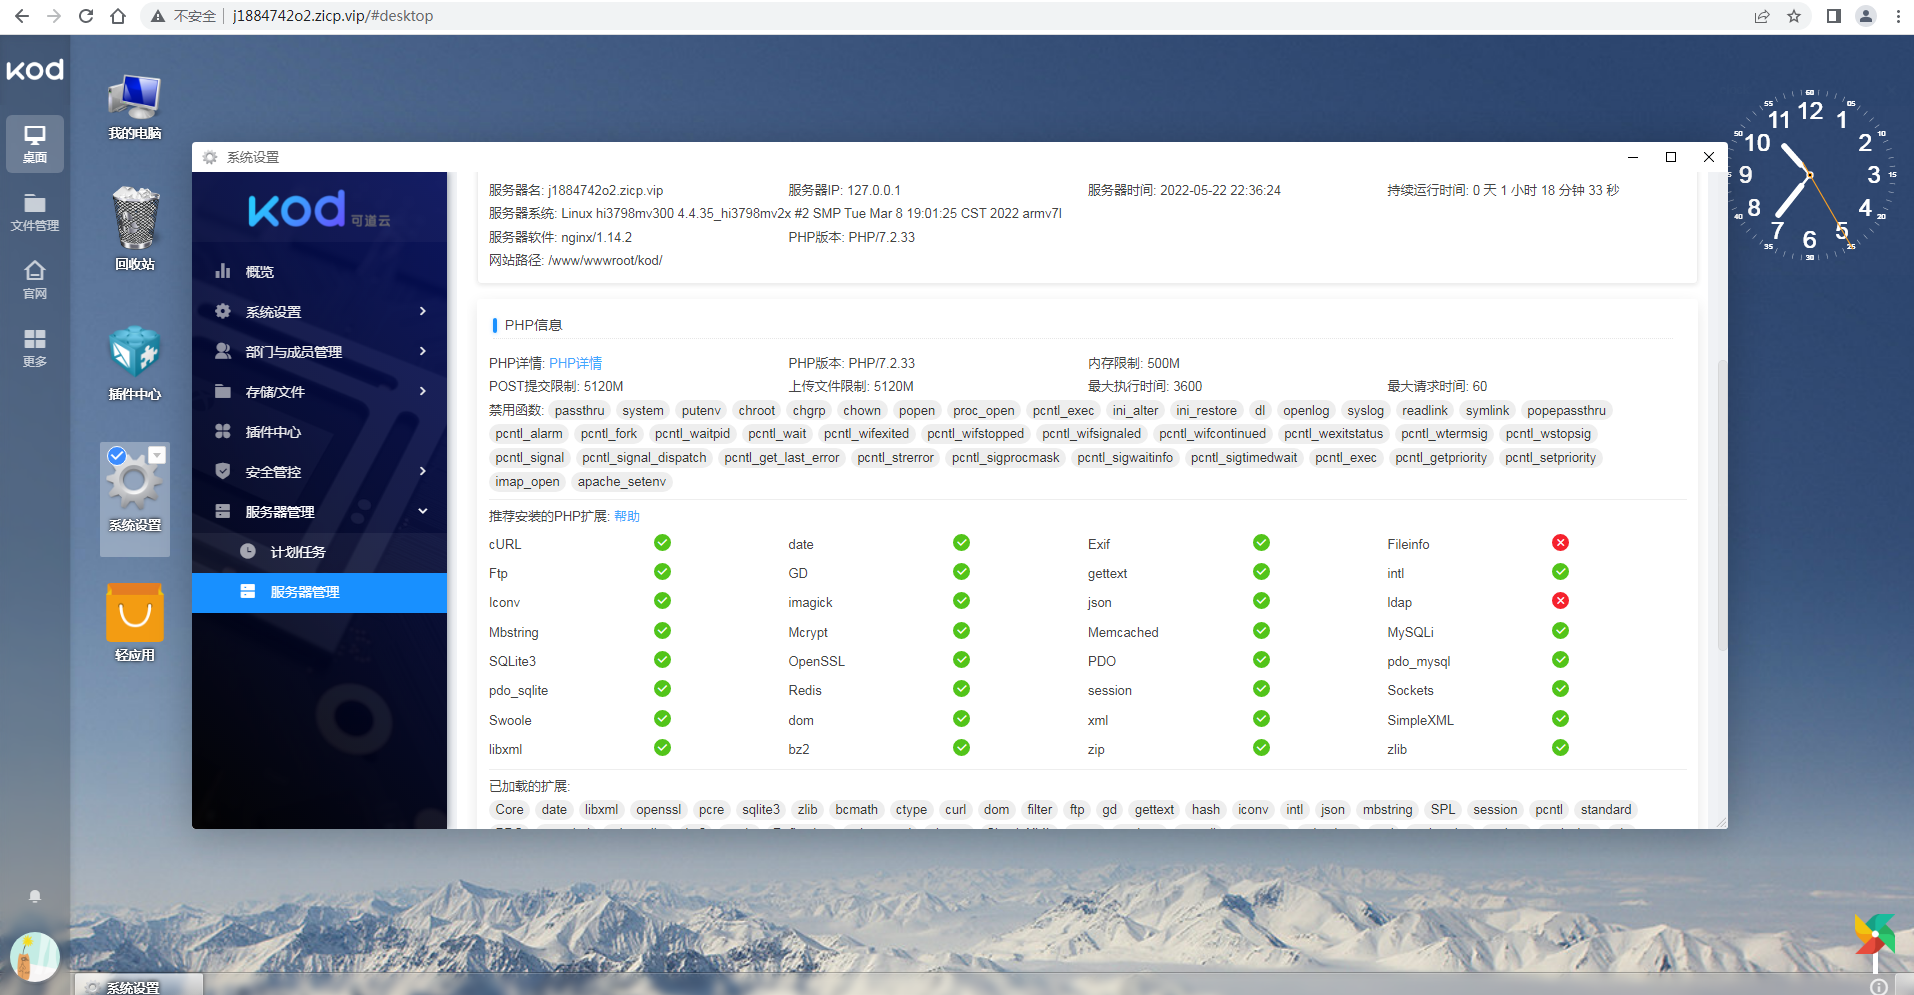 不安全 j1884742o2.zicp.vip/#desktop
kod
桌面
文件管理
官网
更多
我的电脑
回收站
插件中心
系统设置
轻应用
系统设置
kod 可道云
概览
系统设置
部门与成员管理
存储/文件
插件中心
安全管控
服务器管理
计划任务
服务器管理
服务器名: j1884742o2.zicp.vip 服务器IP: 127.0.0.1 服务器时间: 2022-05-22 22:36:24 持续运行时间: 0 天 1 小时 18 分钟 33 秒
服务器系统: Linux hi3798mv300 4.4.35_hi3798mv2x #2 SMP Tue Mar 8 19:01:25 CST 2022 armv7l
服务器软件: nginx/1.14.2 PHP版本: PHP/7.2.33
网站路径: /www/wwwroot/kod/
PHP信息
PHP详情: PHP详情 PHP版本: PHP/7.2.33 内存限制: 500M
POST提交限制: 5120M 上传文件限制: 5120M 最大执行时间: 3600 最大请求时间: 60
禁用函数: passthru system putenv chroot chgrp chown popen proc_open pcntl_exec ini_alter ini_restore dl openlog syslog readlink symlink popepassthru
pcntl_alarm pcntl_fork pcntl_waitpid pcntl_wait pcntl_wifexited pcntl_wifstopped pcntl_wifsignaled pcntl_wifcontinued pcntl_wexitstatus pcntl_wtermsig pcntl_wstopsig
pcntl_signal pcntl_signal_dispatch pcntl_get_last_error pcntl_strerror pcntl_sigprocmask pcntl_sigwaitinfo pcntl_sigtimedwait pcntl_exec pcntl_getpriority pcntl_setpriority
imap_open apache_setenv
推荐安装的PHP扩展: 帮助
cURL date Exif Fileinfo
Ftp GD gettext intl
Iconv imagick json ldap
Mbstring Mcrypt Memcached MySQLi
SQLite3 OpenSSL PDO pdo_mysql
pdo_sqlite Redis session Sockets
Swoole dom xml SimpleXML
libxml bz2 zip zlib
已加载的扩展:
Core date libxml openssl pcre sqlite3 zlib bcmath ctype curl dom filter ftp gd gettext hash iconv intl json mbstring SPL session pcntl standard
60 05 10 15 20 25 30 35 40 50 55
12 1 2 3 4 5 6 7 8 9 10 11
系统设置